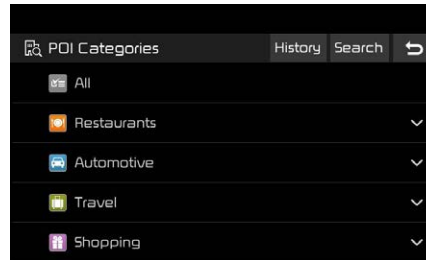 POI Categories History Search
All
Restaurants
Automotive
Travel
Shopping